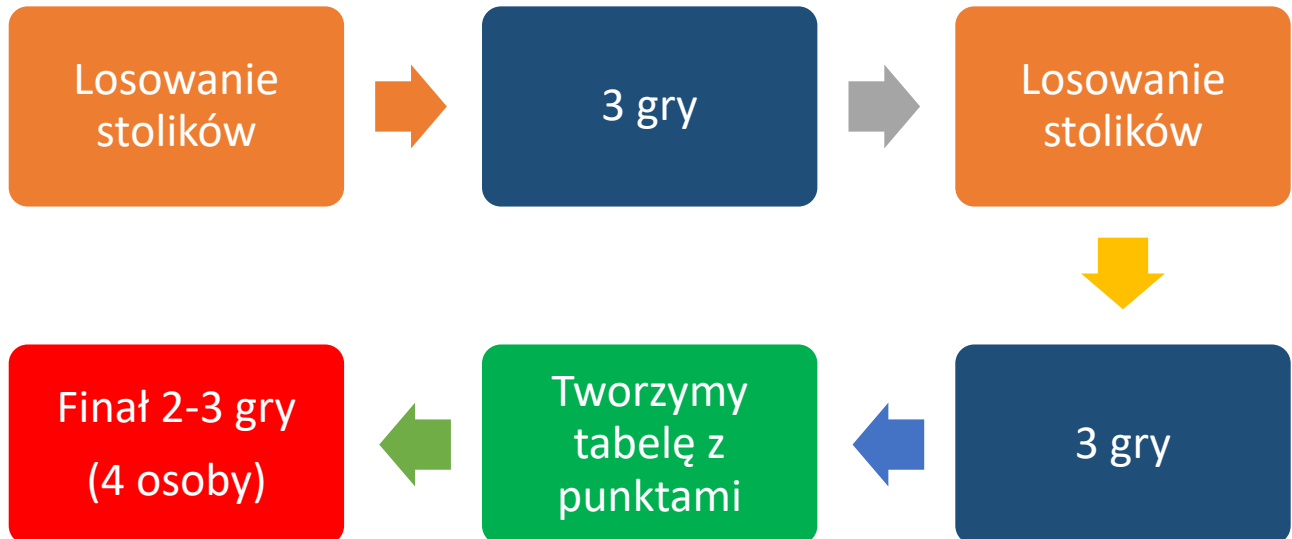 Losowanie
stolików
3 gry
Losowanie
stolików
3 gry
Tworzymy
tabelę z
punktami
Finał 2-3 gry
(4 osoby)